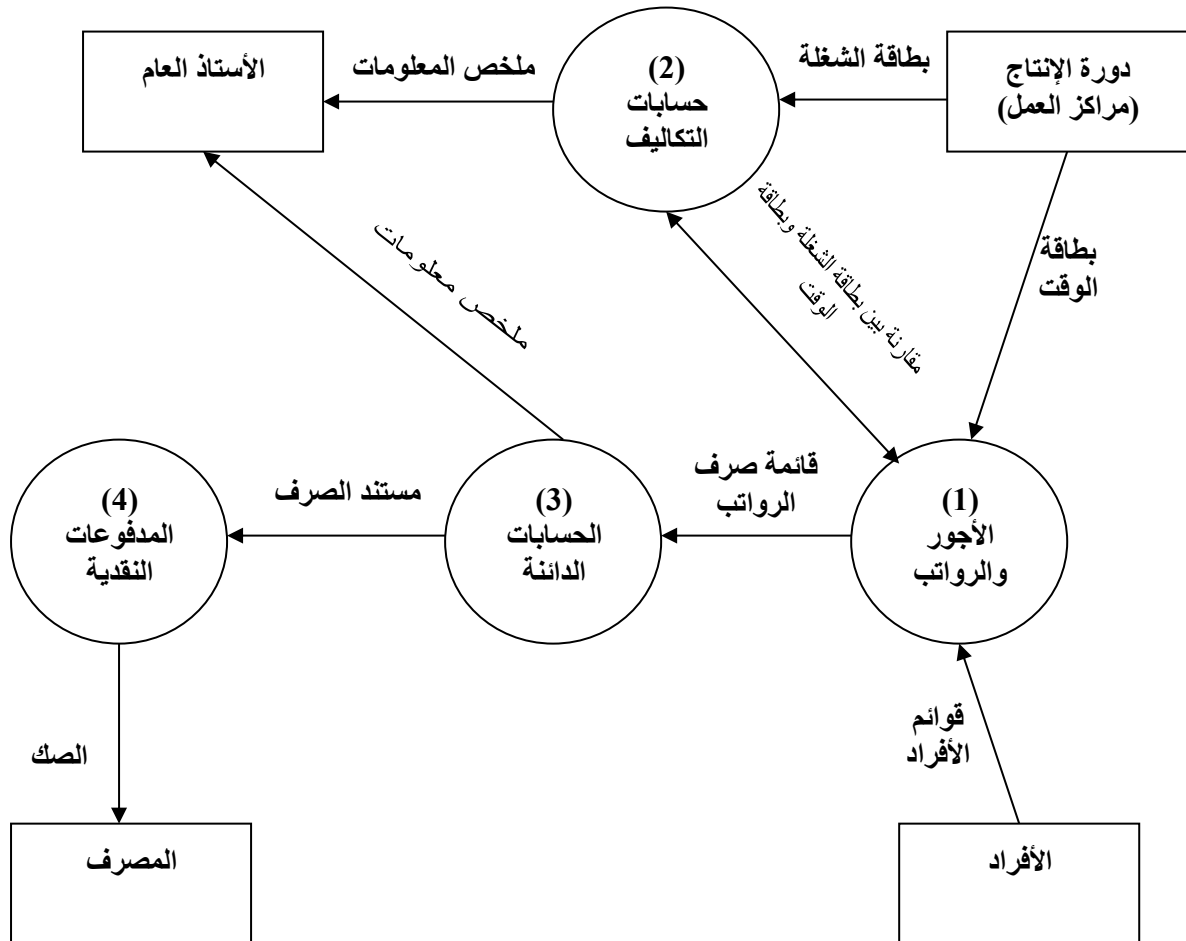 دورة الإنتاج
(مراكز العمل)
بطاقة الشغلة
(2)
حسابات
التكاليف
ملخص المعلومات
الأستاذ العام
بطاقة
الوقت
مقارنة بين بطاقة الشغلة وبطاقة
الوقت
ملخص معلومات
(1)
الأجور
والرواتب
قائمة صرف
الرواتب
(3)
الحسابات
الدائنة
مستند الصرف
(4)
المدفوعات
النقدية
قوائم
الأفراد
الصك
الأفراد
المصرف